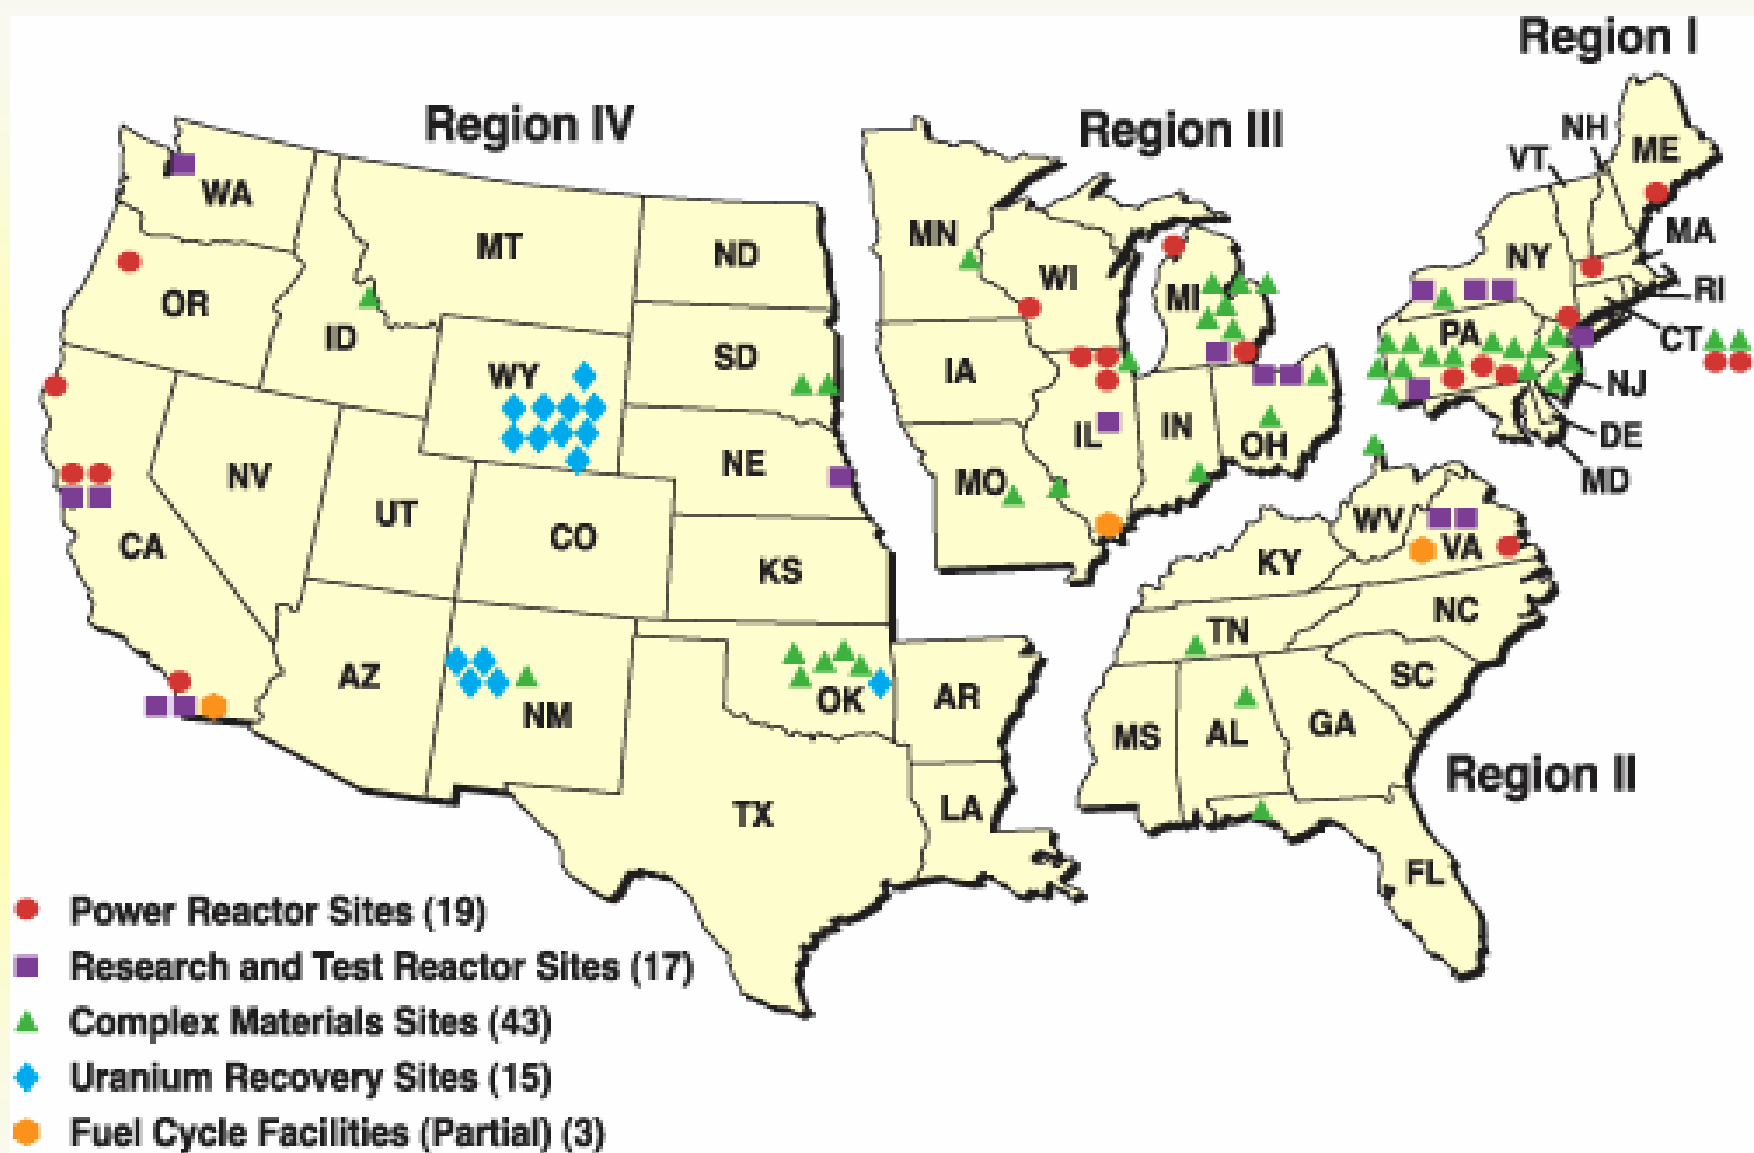 Region I
Region IV
Region III
NH
VT
ME
WA
MA
MT
MN
ND
NY
WI
OR
MI
RI
ID
PA
CT
SD
WY
IA
NJ
IL
IN
OH
DE
NE
NV
MO
MD
UT
WV
CO
VA
CA
KS
KY
NC
TN
AZ
SC
OK
AR
NM
GA
MS
AL
Region II
LA
TX
FL
Power Reactor Sites (19)
Research and Test Reactor Sites (17)
Complex Materials Sites (43)
Uranium Recovery Sites (15)
Fuel Cycle Facilities (Partial) (3)